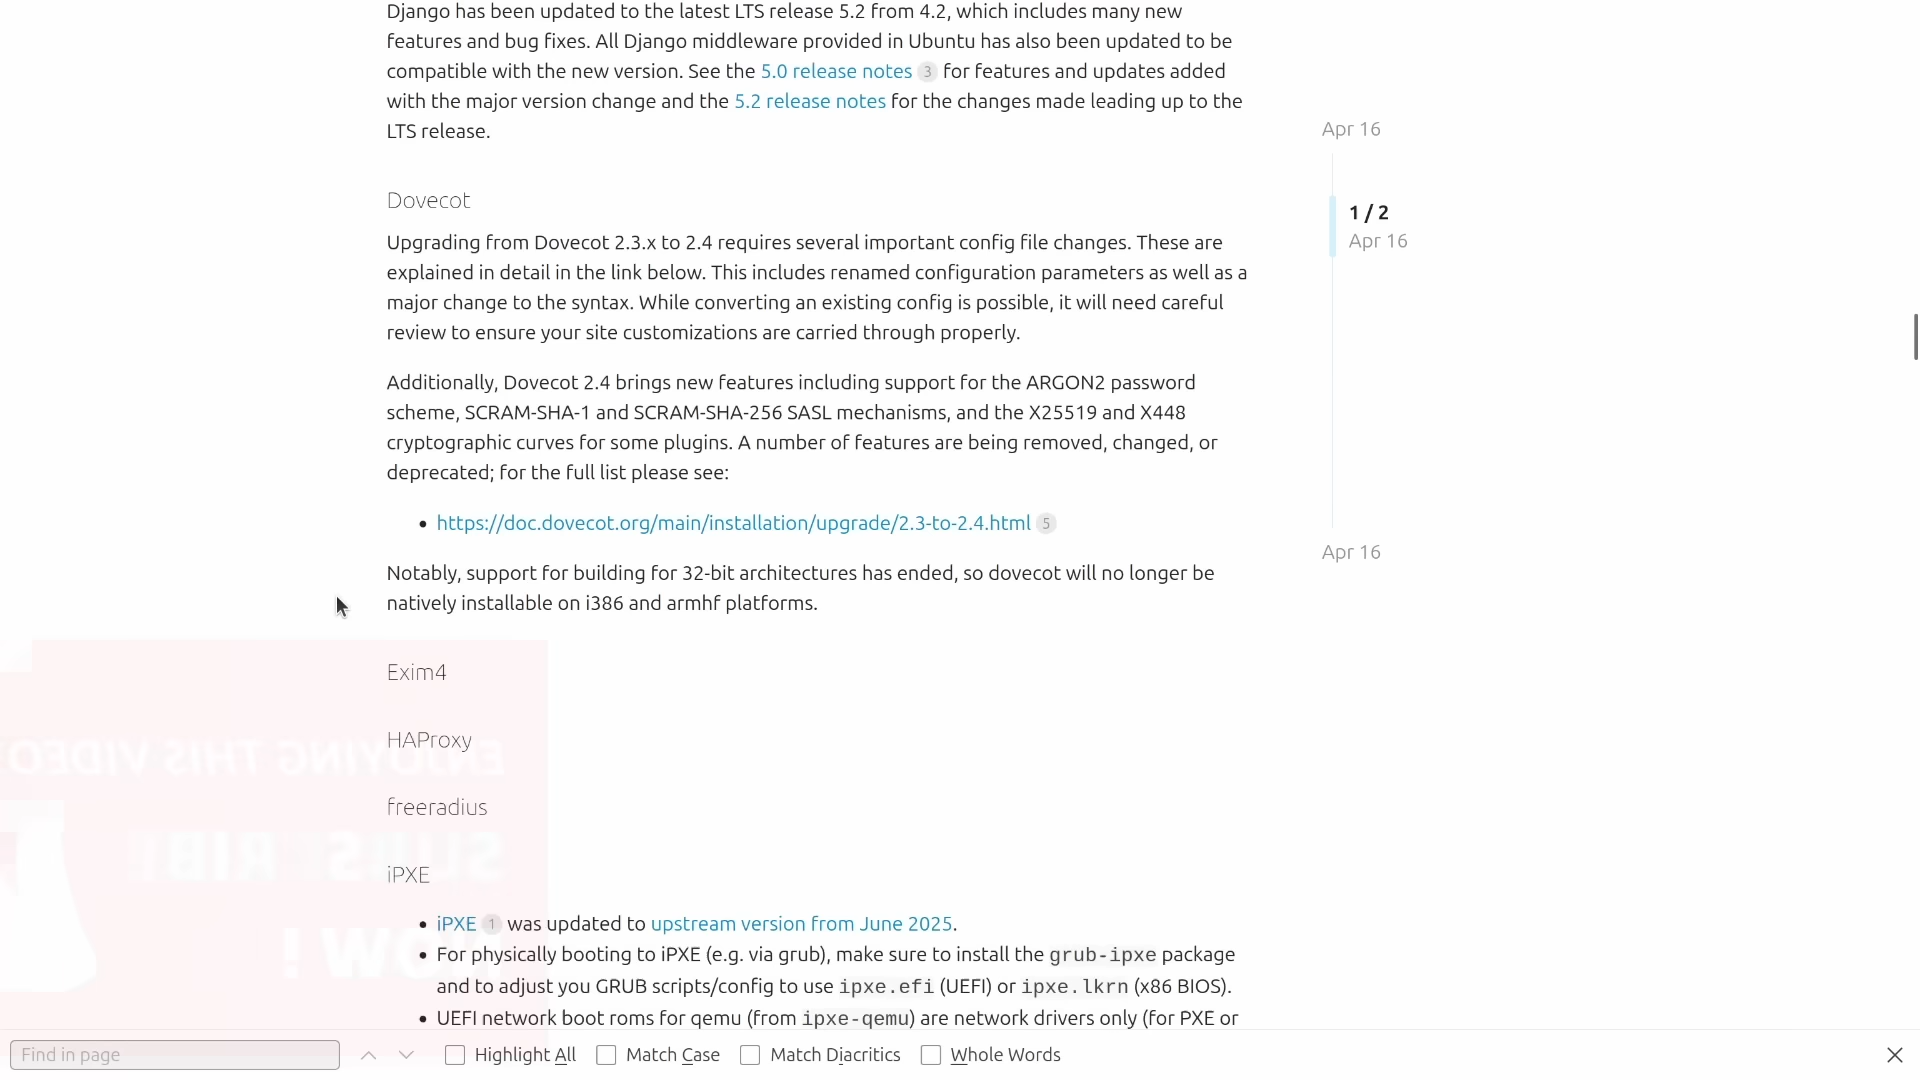 Django has been updated to the latest LTS release 5.2 from 4.2, which includes many new
features and bug fixes. All Django middleware provided in Ubuntu has also been updated to be
compatible with the new version. See the 5.0 release notes 3 for features and updates added
with the major version change and the 5.2 release notes for the changes made leading up to the
LTS release.
Apr 16
Dovecot
1 / 2
Apr 16
Upgrading from Dovecot 2.3.x to 2.4 requires several important config file changes. These are
explained in detail in the link below. This includes renamed configuration parameters as well as a
major change to the syntax. While converting an existing config is possible, it will need careful
review to ensure your site customizations are carried through properly.
Additionally, Dovecot 2.4 brings new features including support for the ARGON2 password
scheme, SCRAM-SHA-1 and SCRAM-SHA-256 SASL mechanisms, and the X25519 and X448
cryptographic curves for some plugins. A number of features are being removed, changed, or
deprecated; for the full list please see:
• https://doc.dovecot.org/main/installation/upgrade/2.3-to-2.4.html 5
Apr 16
Notably, support for building for 32-bit architectures has ended, so dovecot will no longer be
natively installable on i386 and armhf platforms.
Exim4
HAProxy
ENJOYING THIS VIDEO
freeradius
iPXE
NOW !
• iPXE 1 was updated to upstream version from June 2025.
• For physically booting to iPXE (e.g. via grub), make sure to install the grub-ipxe package
and to adjust you GRUB scripts/config to use ipxe.efi (UEFI) or ipxe.lkrn (x86 BIOS).
• UEFI network boot roms for qemu (from ipxe-qemu) are network drivers only (for PXE or
Find in page
Highlight All
Match Case
Match Diacritics
Whole Words